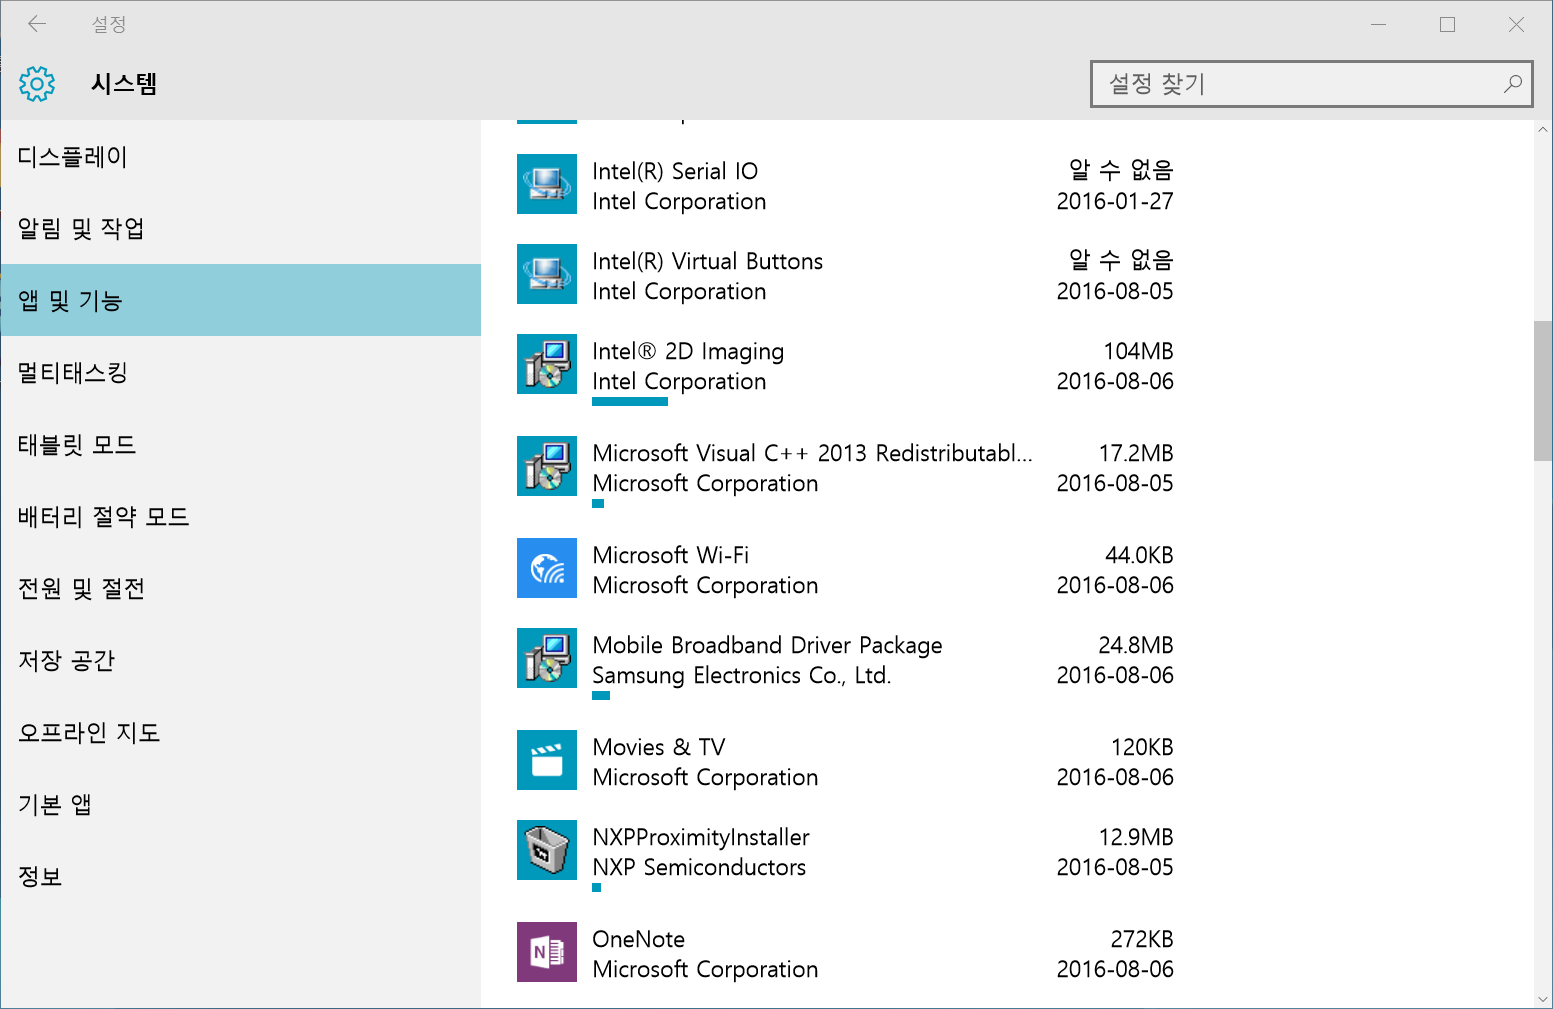 설정
시스템
설정 찾기
디스플레이
알림 및 작업
앱 및 기능
멀티태스킹
태블릿 모드
배터리 절약 모드
전원 및 절전
저장 공간
오프라인 지도
기본 앱
정보
Intel(R) Serial IO 알 수 없음
Intel Corporation 2016-01-27
Intel(R) Virtual Buttons 알 수 없음
Intel Corporation 2016-08-05
Intel® 2D Imaging 104MB
Intel Corporation 2016-08-06
Microsoft Visual C++ 2013 Redistributabl... 17.2MB
Microsoft Corporation 2016-08-05
Microsoft Wi-Fi 44.0KB
Microsoft Corporation 2016-08-06
Mobile Broadband Driver Package 24.8MB
Samsung Electronics Co., Ltd. 2016-08-06
Movies & TV 120KB
Microsoft Corporation 2016-08-06
NXPProximityInstaller 12.9MB
NXP Semiconductors 2016-08-05
OneNote 272KB
Microsoft Corporation 2016-08-06